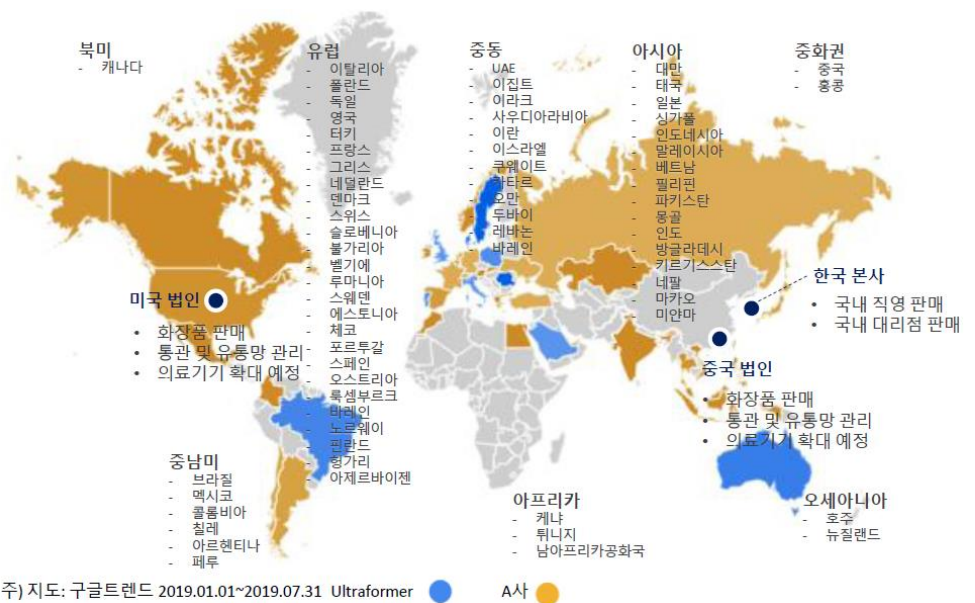 북미
- 캐나다
유럽
- 이탈리아
- 폴란드
- 독일
- 영국
- 터키
- 프랑스
- 그리스
- 네덜란드
- 덴마크
- 스위스
- 슬로베니아
- 불가리아
- 벨기에
- 루마니아
- 스웨덴
- 에스토니아
- 체코
- 포르투갈
- 스페인
- 오스트리아
- 룩셈부르크
- 바레인
- 노르웨이
- 핀란드
- 헝가리
- 아제르바이젠
중동
- UAE
- 이집트
- 이라크
- 사우디아라비아
- 이란
- 이스라엘
- 쿠웨이트
- 카타르
- 오만
- 두바이
- 레바논
- 바레인
아시아
- 대만
- 태국
- 일본
- 싱가폴
- 인도네시아
- 말레이시아
- 베트남
- 필리핀
- 파키스탄
- 몽골
- 인도
- 방글라데시
- 키르기스스탄
- 네팔
- 마카오
- 미얀마
중화권
- 중국
- 홍콩
미국 법인
• 화장품 판매
• 통관 및 유통망 관리
• 의료기기 확대 예정
한국 본사
• 국내 직영 판매
• 국내 대리점 판매
중국 법인
• 화장품 판매
• 통관 및 유통망 관리
• 의료기기 확대 예정
중남미
- 브라질
- 멕시코
- 콜롬비아
- 칠레
- 아르헨티나
- 페루
아프리카
- 케냐
- 튀니지
- 남아프리카공화국
오세아니아
- 호주
- 뉴질랜드
주) 지도: 구글트렌드 2019.01.01~2019.07.31 Ultraformer A사